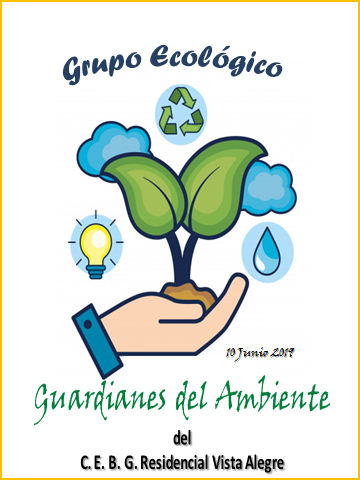 Grupo Ecológico
10 Junio 2019
Guardianes del Ambiente
del
C. E. B. G. Residencial Vista Alegre